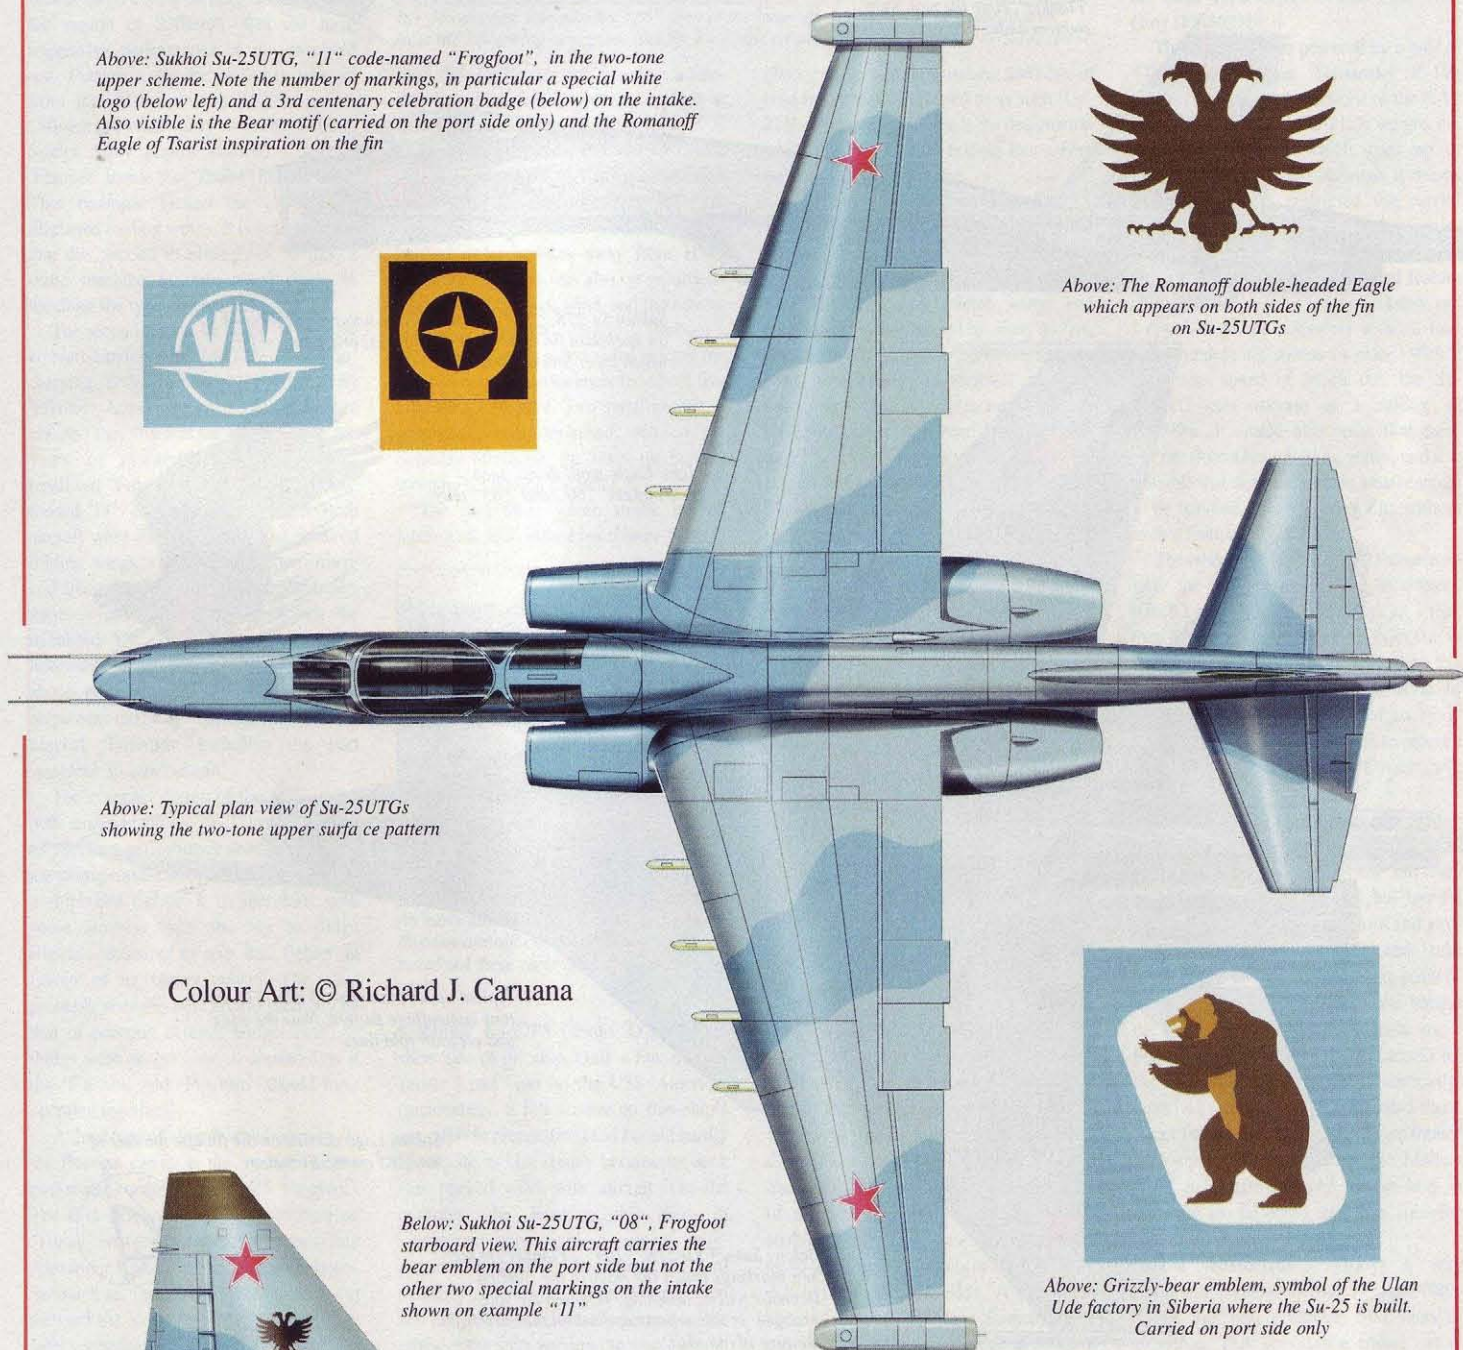 Above: Sukhoi Su-25UTG, "11" code-named "Frogfoot", in the two-tone
upper scheme. Note the number of markings, in particular a special white
logo (below left) and a 3rd centenary celebration badge (below) on the intake.
Also visible is the Bear motif (carried on the port side only) and the Romanoff
Eagle of Tsarist inspiration on the fin
Above: The Romanoff double-headed Eagle
which appears on both sides of the fin
on Su-25UTGs
Above: Typical plan view of Su-25UTGs
showing the two-tone upper surfa ce pattern
Colour Art: © Richard J. Caruana
Below: Sukhoi Su-25UTG, "08", Frogfoot
starboard view. This aircraft carries the
bear emblem on the port side but not the
other two special markings on the intake
shown on example "11"
Above: Grizzly-bear emblem, symbol of the Ulan
Ude factory in Siberia where the Su-25 is built.
Carried on port side only